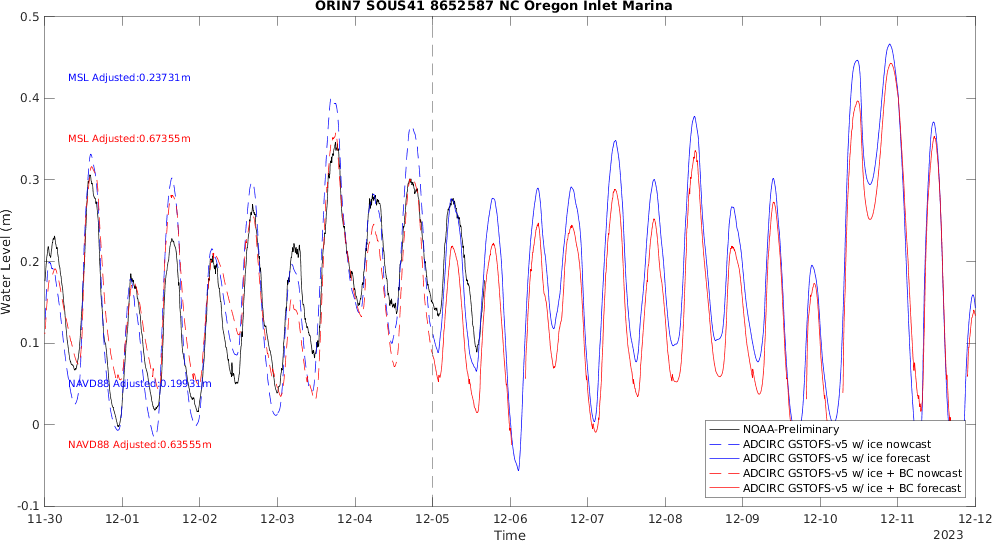 ORIN7 SOUS41 8652587 NC Oregon Inlet Marina
Water Level (m)
0.5
0.4
0.3
0.2
0.1
0
-0.1
MSL Adjusted:0.23731m
MSL Adjusted:0.67355m
NAVD88 Adjusted:0.19931m
NAVD88 Adjusted:0.63555m
NOAA-Preliminary
ADCIRC GSTOFS-v5 w/ ice nowcast
ADCIRC GSTOFS-v5 w/ ice forecast
ADCIRC GSTOFS-v5 w/ ice + BC nowcast
ADCIRC GSTOFS-v5 w/ ice + BC forecast
11-30 12-01 12-02 12-03 12-04 12-05 12-06 12-07 12-08 12-09 12-10 12-11 12-12
Time
2023